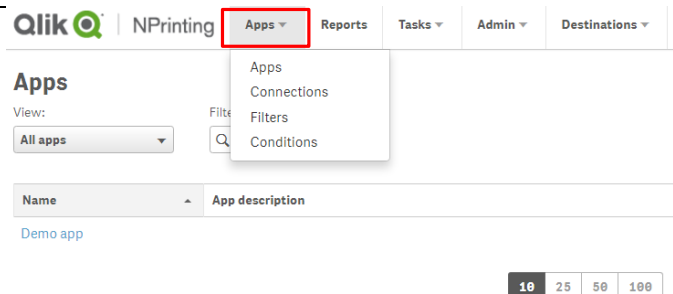 Qlik NPrinting Apps Reports Tasks Admin Destinations
Apps
Connections
Filters
Conditions
Apps
View: Filte
All apps
Name App description
Demo app
10 25 50 100